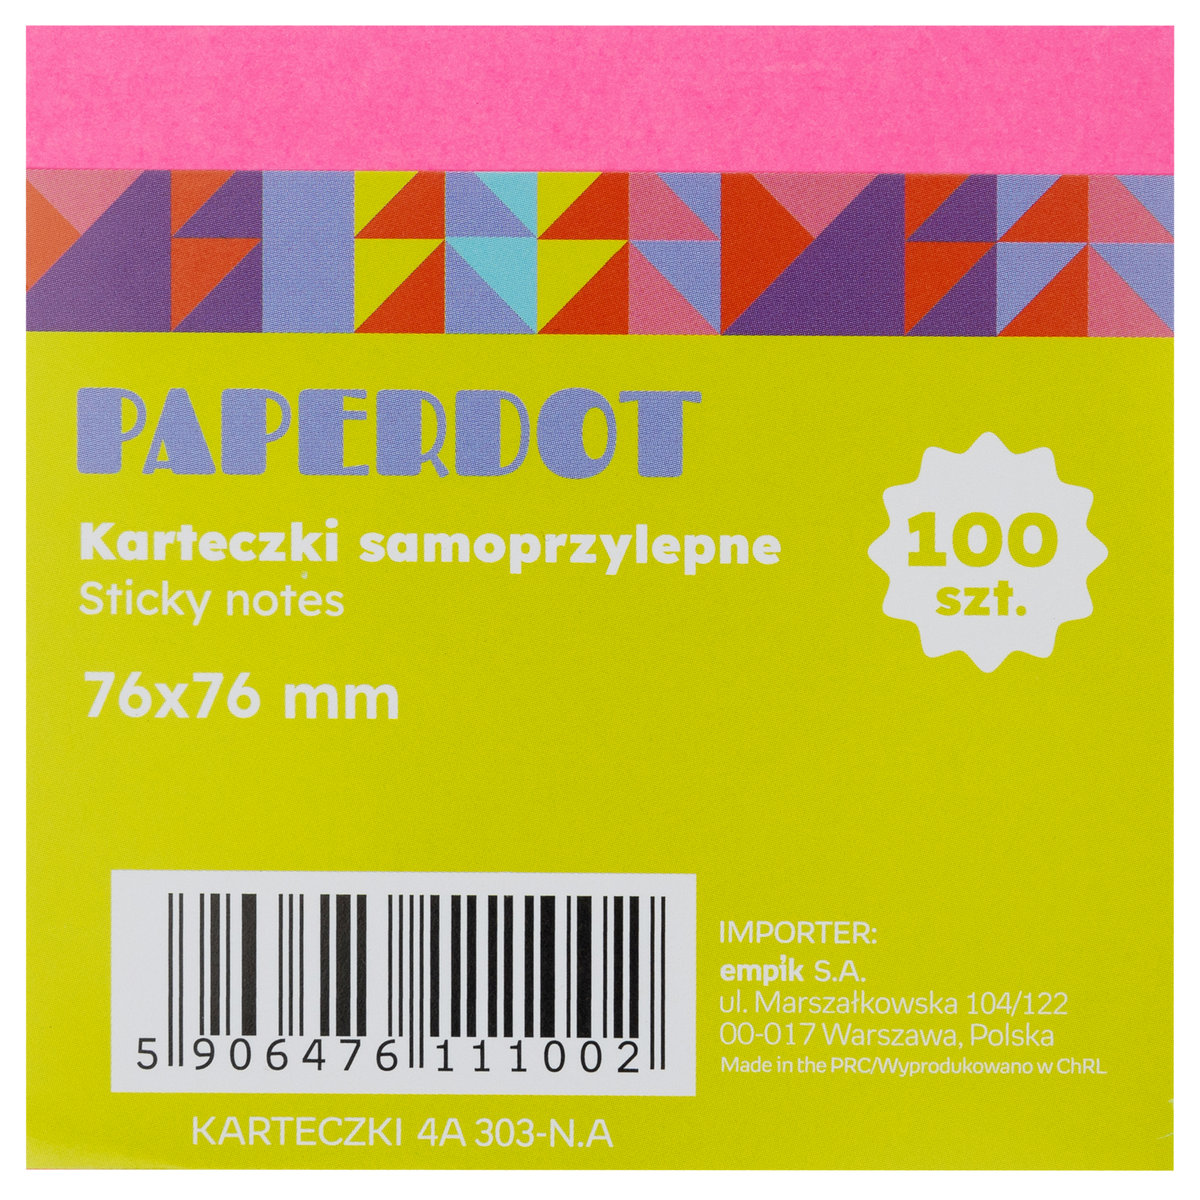 PAPERDOT
Karteczki samoprzylepne
Sticky notes
76x76 mm
100
szt.
5 906476 111002
KARTECZKI 4A 303-N.A
IMPORTER:
empik S.A.
ul. Marszałkowska 104/122
00-017 Warszawa, Polska
Made in the PRC/Wyprodukowano w ChRL